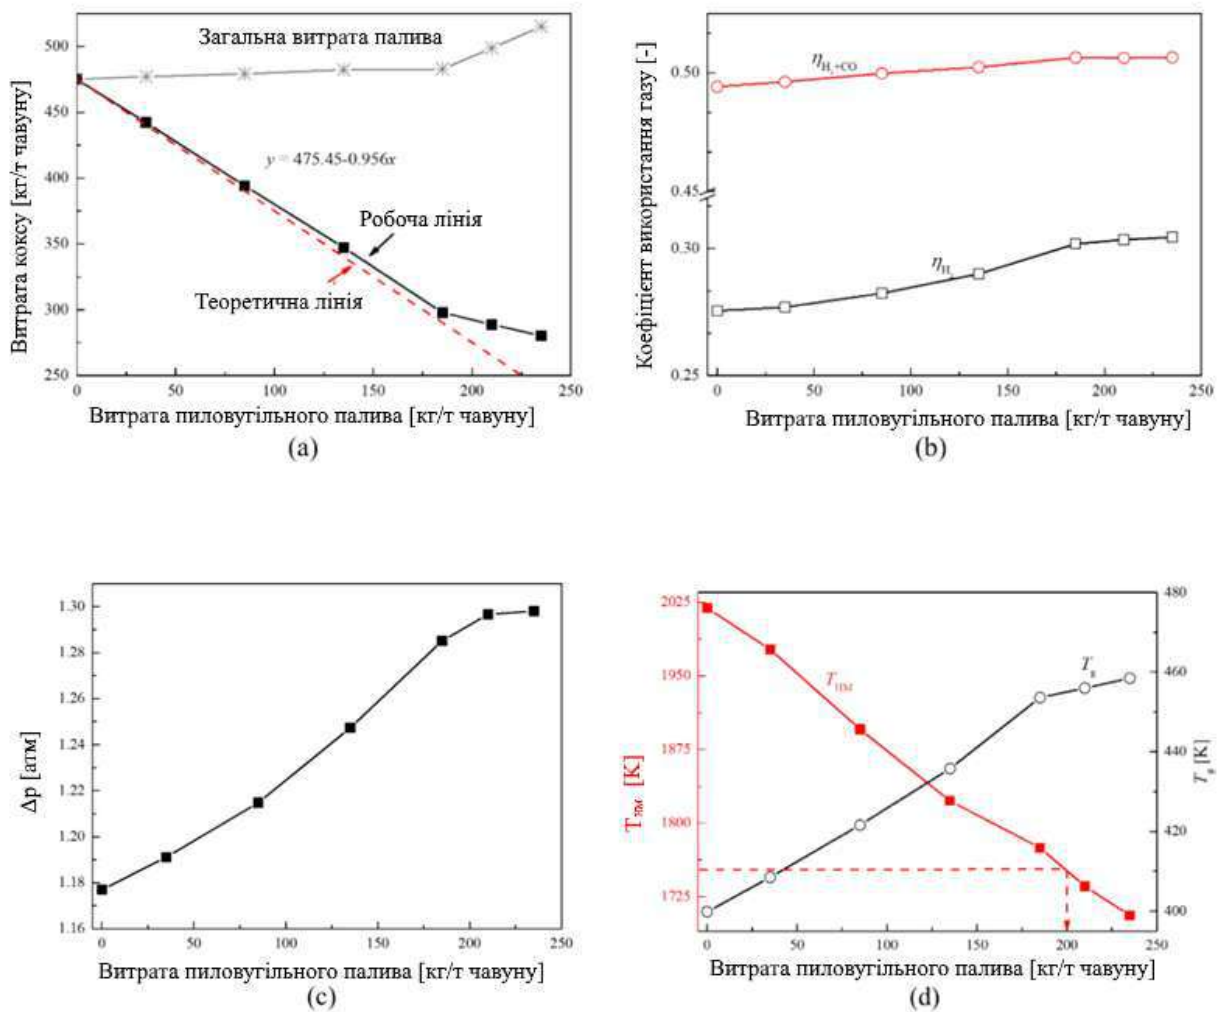 Загальна витрата палива
500
450
400
350
300
250
y = 475.45-0.956x
Робоча лінія
Теоретична лінія
Витрата коксу [кг/т чавуну]
0 50 100 150 200 250
Витрата пиловугільного палива [кг/т чавуну]
(a)
Коефіцієнт використання газу [-]
0.50
0.45
0.30
0.25
η H₂+CO
η H₂
0 50 100 150 200 250
Витрата пиловугільного палива [кг/т чавуну]
(b)
Δp [атм]
1.30
1.28
1.26
1.24
1.22
1.20
1.18
1.16
0 50 100 150 200 250
Витрата пиловугільного палива [кг/т чавуну]
(c)
Tнм [K]
2025
1950
1875
1800
1725
THM
Tg
480
460
440
420
400
Tg [K]
0 50 100 150 200 250
Витрата пиловугільного палива [кг/т чавуну]
(d)